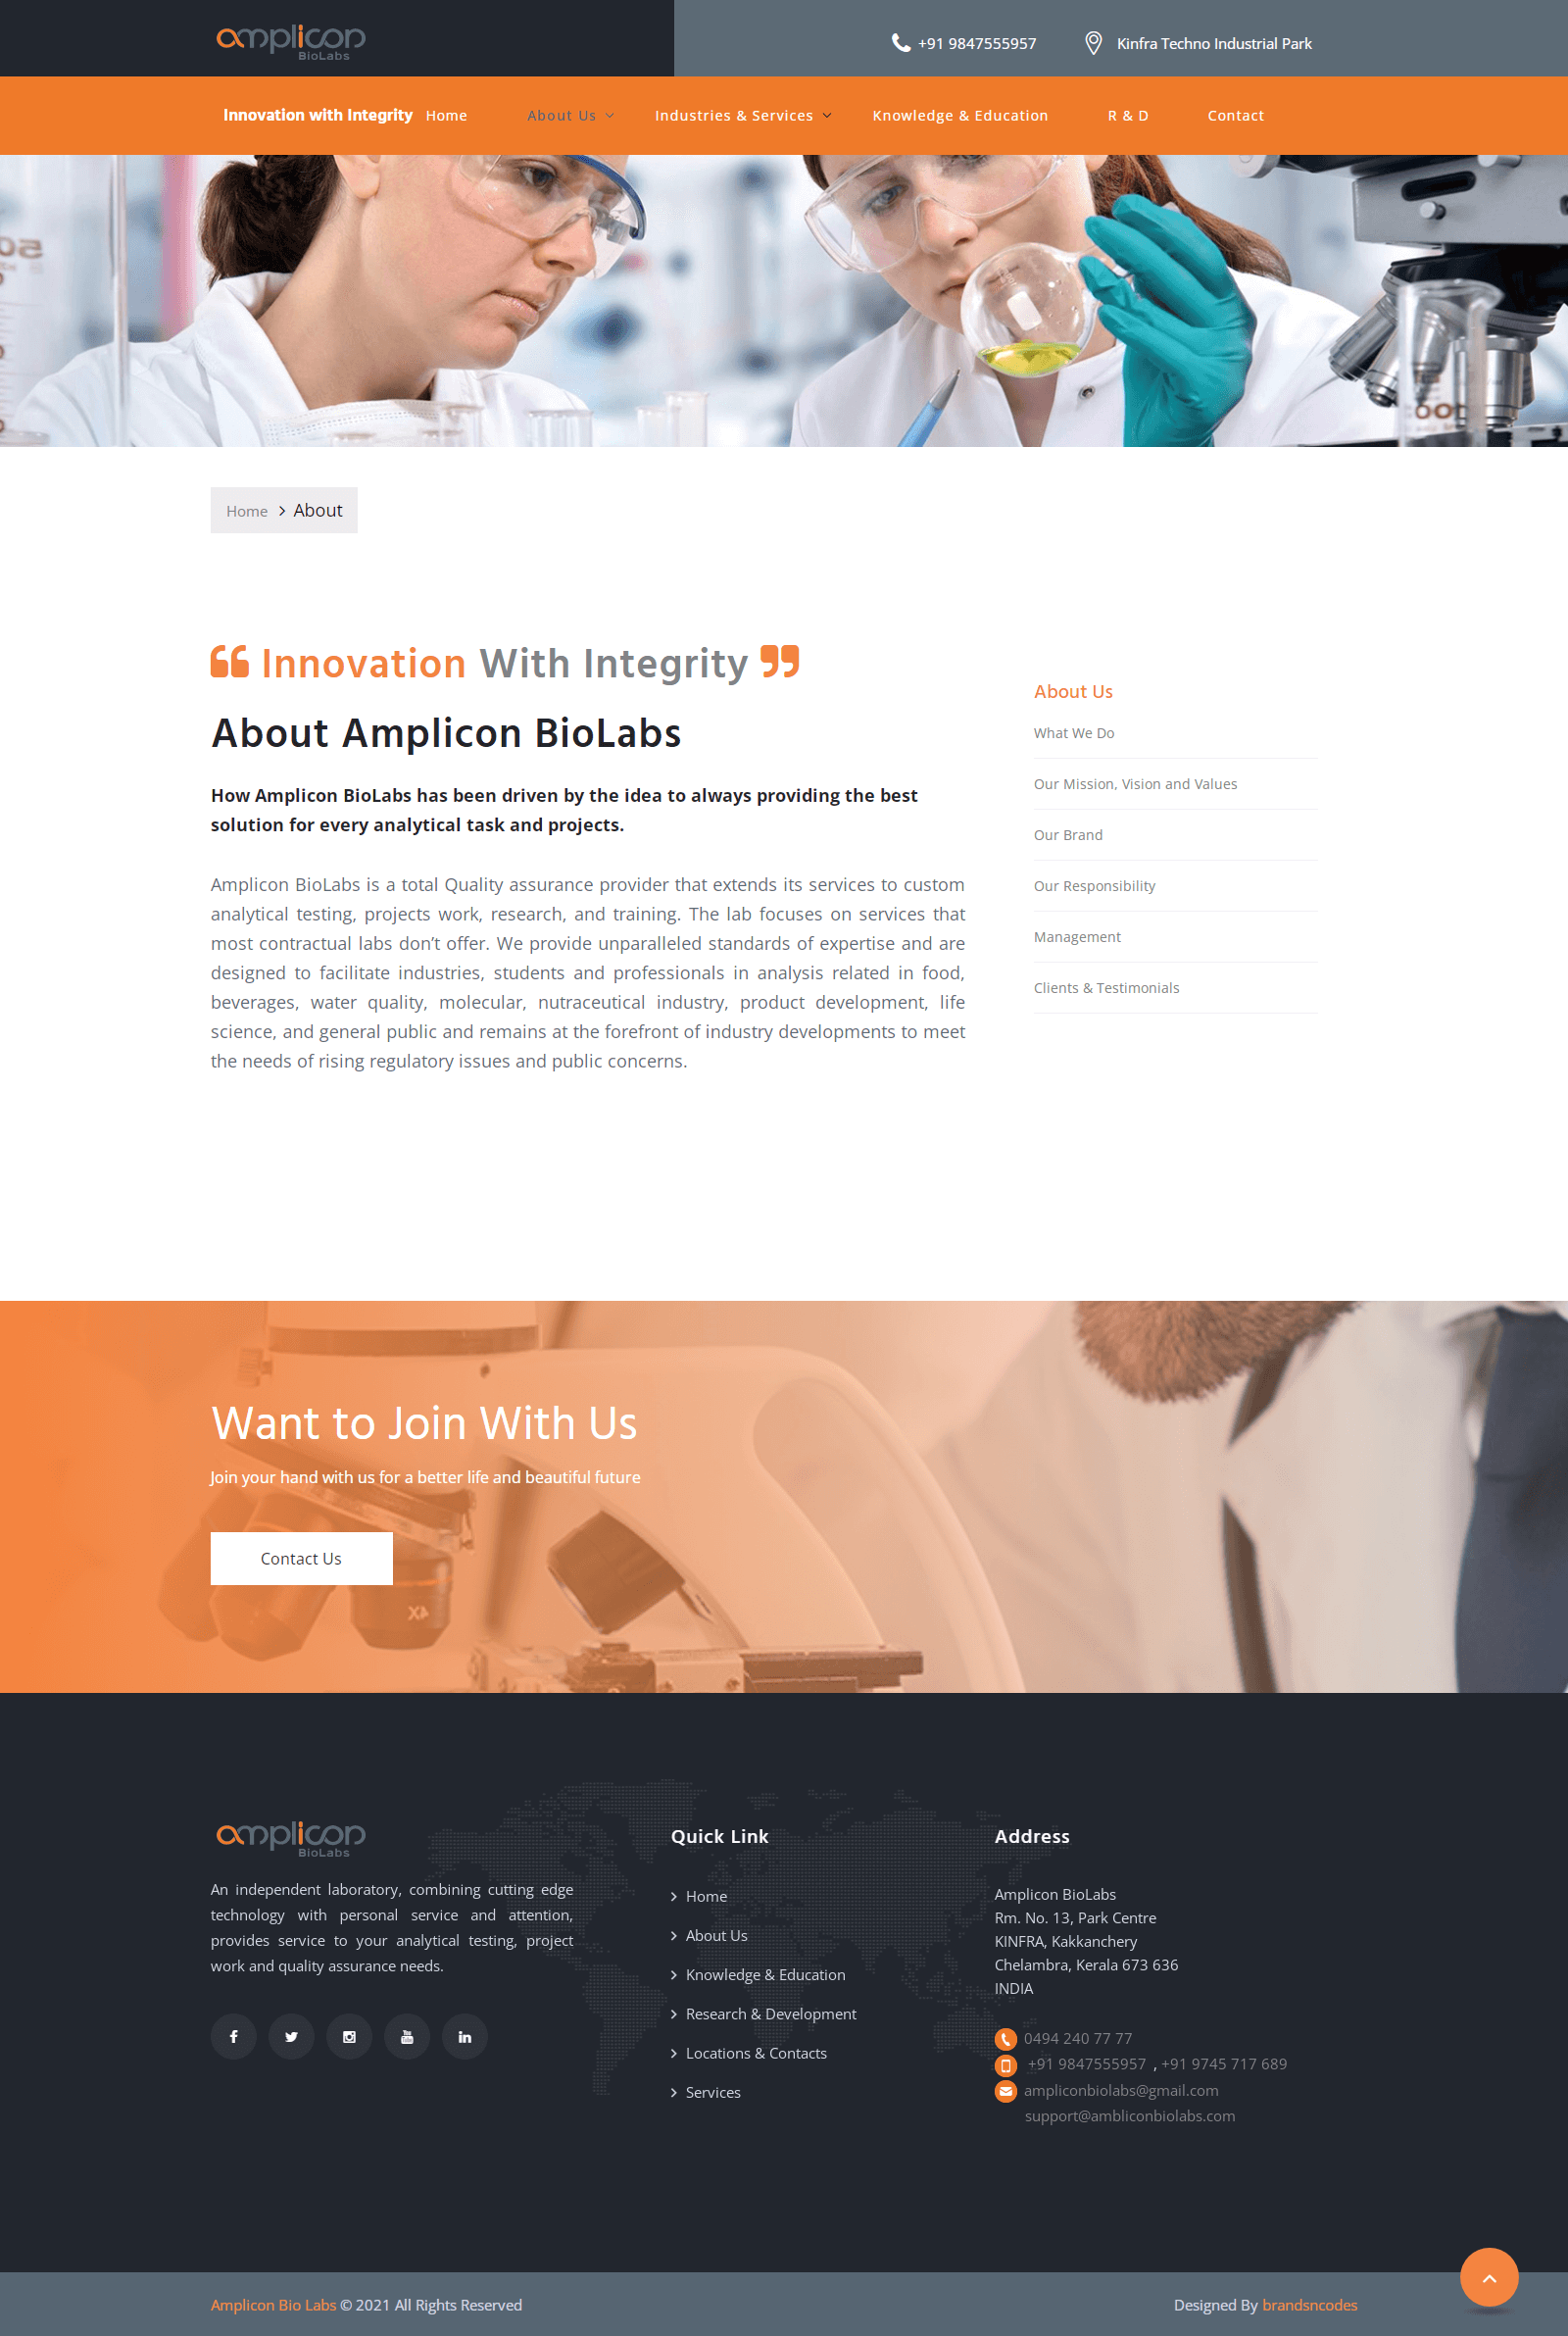 amplicon
BioLabs
+91 9847555957
Kinfra Techno Industrial Park
Innovation with Integrity
Home
About Us
Industries & Services
Knowledge & Education
R & D
Contact
Home
About
Innovation With Integrity
About Amplicon BioLabs
How Amplicon BioLabs has been driven by the idea to always providing the best
solution for every analytical task and projects.
Amplicon BioLabs is a total Quality assurance provider that extends its services to custom
analytical testing, projects work, research, and training. The lab focuses on services that
most contractual labs don’t offer. We provide unparalleled standards of expertise and are
designed to facilitate industries, students and professionals in analysis related in food,
beverages, water quality, molecular, nutraceutical industry, product development, life
science, and general public and remains at the forefront of industry developments to meet
the needs of rising regulatory issues and public concerns.
About Us
What We Do
Our Mission, Vision and Values
Our Brand
Our Responsibility
Management
Clients & Testimonials
Want to Join With Us
Join your hand with us for a better life and beautiful future
Contact Us
amplicon
BioLabs
An independent laboratory, combining cutting edge
technology with personal service and attention,
provides service to your analytical testing, project
work and quality assurance needs.
Quick Link
Home
About Us
Knowledge & Education
Research & Development
Locations & Contacts
Services
Address
Amplicon BioLabs
Rm. No. 13, Park Centre
KINFRA, Kakkanchery
Chelambra, Kerala 673 636
INDIA
0494 240 77 77
+91 9847555957 , +91 9745 717 689
ampliconbiolabs@gmail.com
support@ambliconbiolabs.com
Amplicon Bio Labs © 2021 All Rights Reserved
Designed By brandsncodes